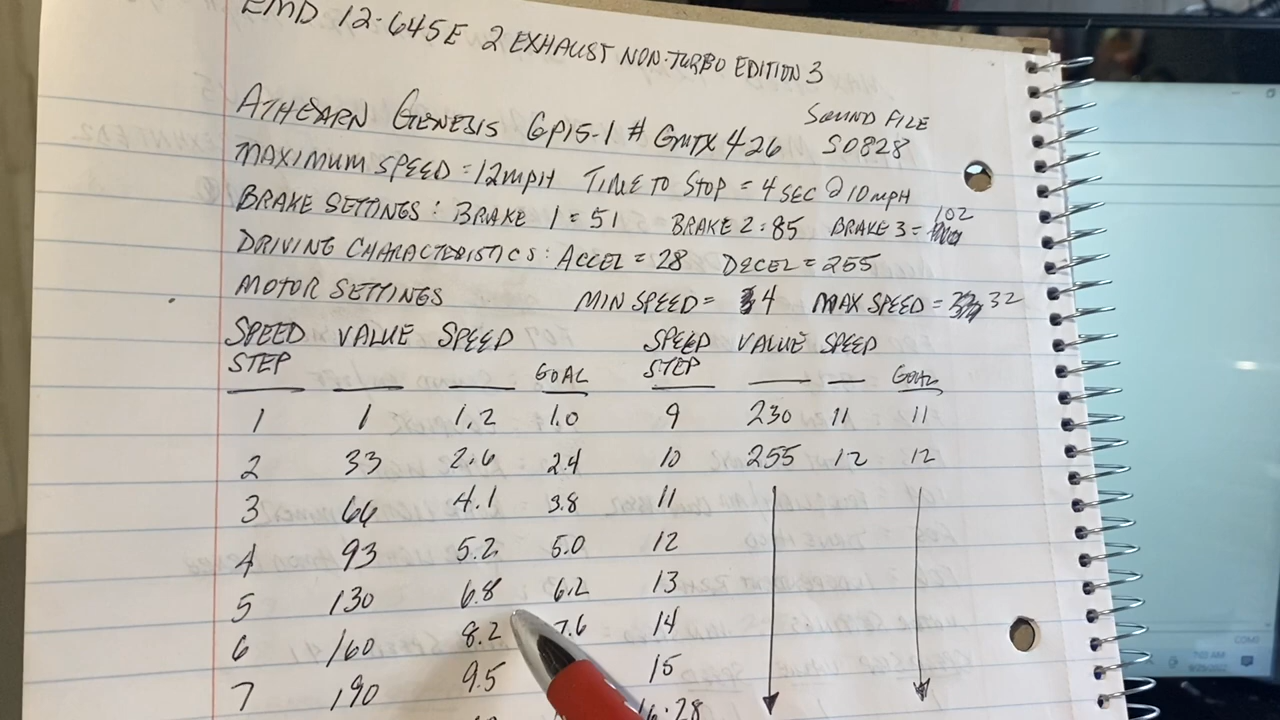 EMD 12-645E 2 EXHAUST NON-TURBO EDITION 3
ATHEARN GENESIS GP15-1 # GMTX 426 SOUND FILE
SO828
MAXIMUM SPEED = 12MPH TIME TO STOP = 4 SEC @ 10MPH
BRAKE SETTINGS: BRAKE 1 = 51 BRAKE 2 = 85 BRAKE 3 = 102
DRIVING CHARACTERISTICS: ACCEL = 28 DECEL = 255
MOTOR SETTINGS MIN SPEED = 4 MAX SPEED = 32
SPEED STEP VALUE SPEED GOAL SPEED STEP VALUE SPEED GOAL
1 1 1.2 1.0 9 230 11 11
2 33 2.6 2.4 10 255 12 12
3 66 4.1 3.8 11
4 93 5.2 5.0 12
5 130 6.8 6.2 13
6 160 8.2 7.6 14
7 190 9.5 15
16-28